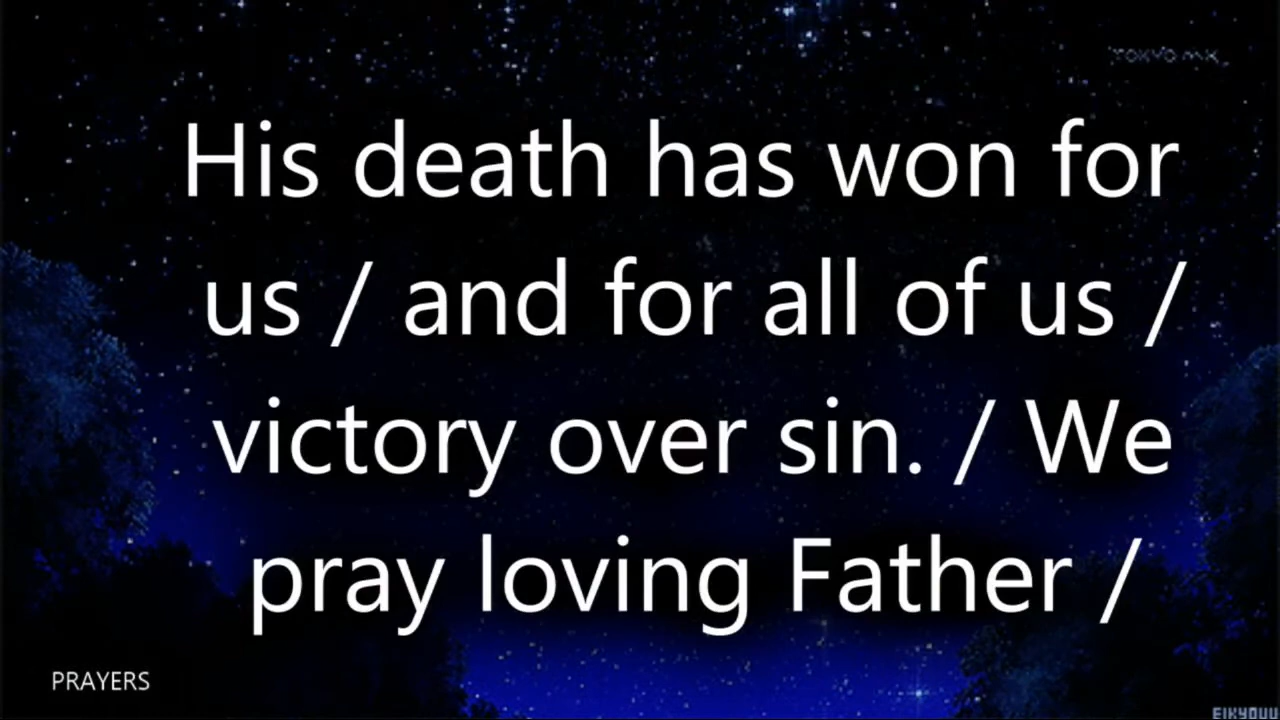 His death has won for
us / and for all of us /
victory over sin. / We
pray loving Father /
PRAYERS